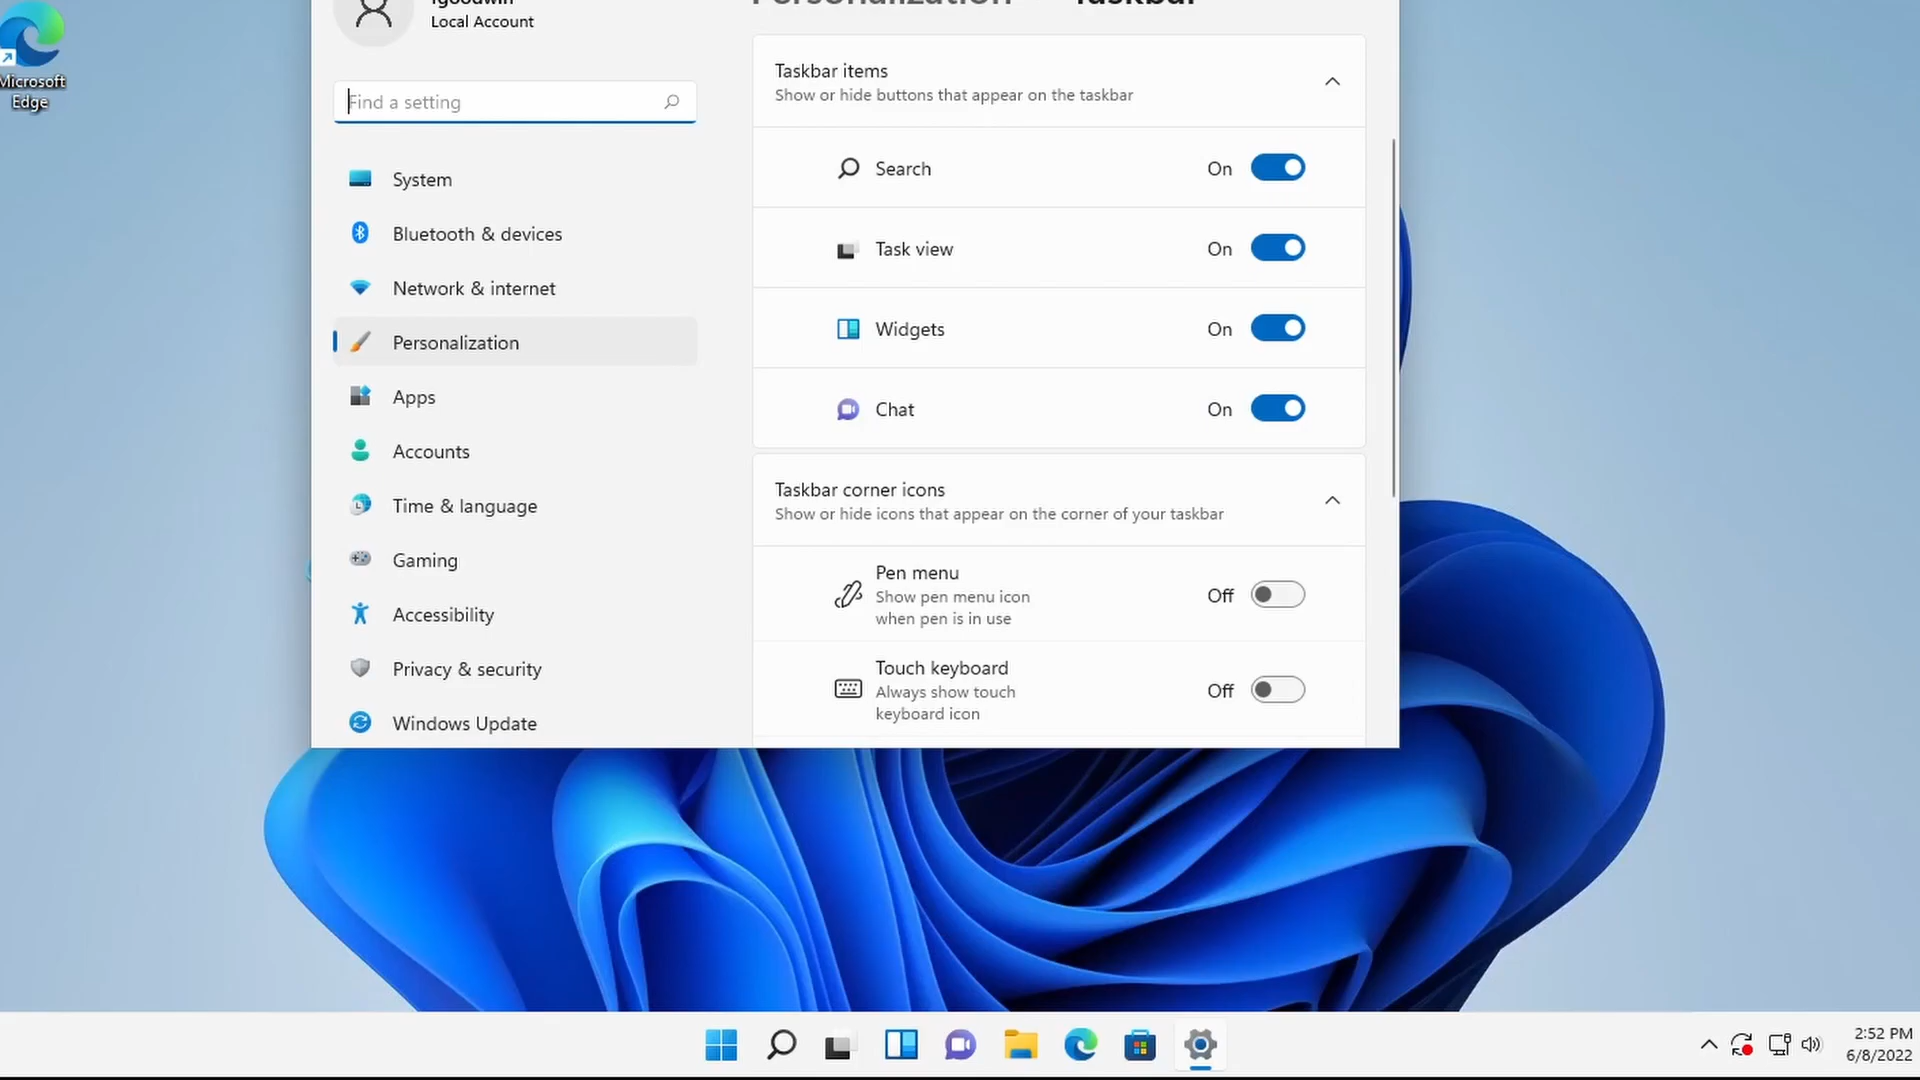 Microsoft
Edge
rgoodwin
Local Account
Find a setting
System
Bluetooth & devices
Network & internet
Personalization
Apps
Accounts
Time & language
Gaming
Accessibility
Privacy & security
Windows Update
Personalization Taskbar
Taskbar items
Show or hide buttons that appear on the taskbar
Search On
Task view On
Widgets On
Chat On
Taskbar corner icons
Show or hide icons that appear on the corner of your taskbar
Pen menu
Show pen menu icon
when pen is in use
Off
Touch keyboard
Always show touch
keyboard icon
Off
2:52 PM
6/8/2022